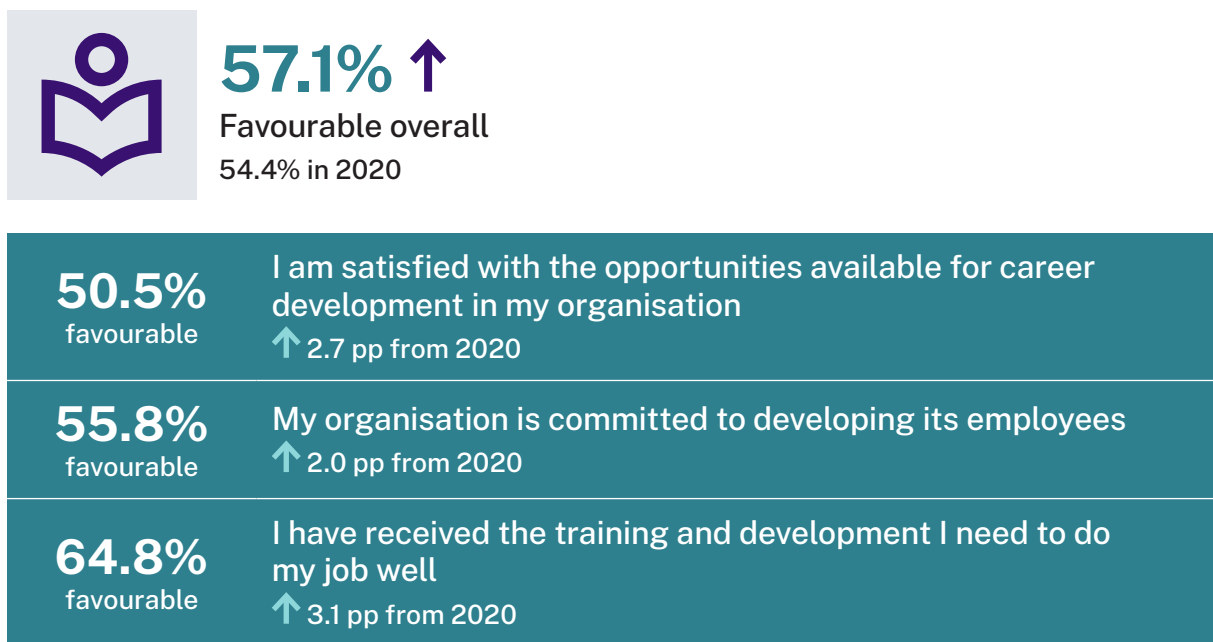 57.1%
Favourable overall
54.4% in 2020
50.5%
favourable
I am satisfied with the opportunities available for career
development in my organisation
2.7 pp from 2020
55.8%
favourable
My organisation is committed to developing its employees
2.0 pp from 2020
64.8%
favourable
I have received the training and development I need to do
my job well
3.1 pp from 2020